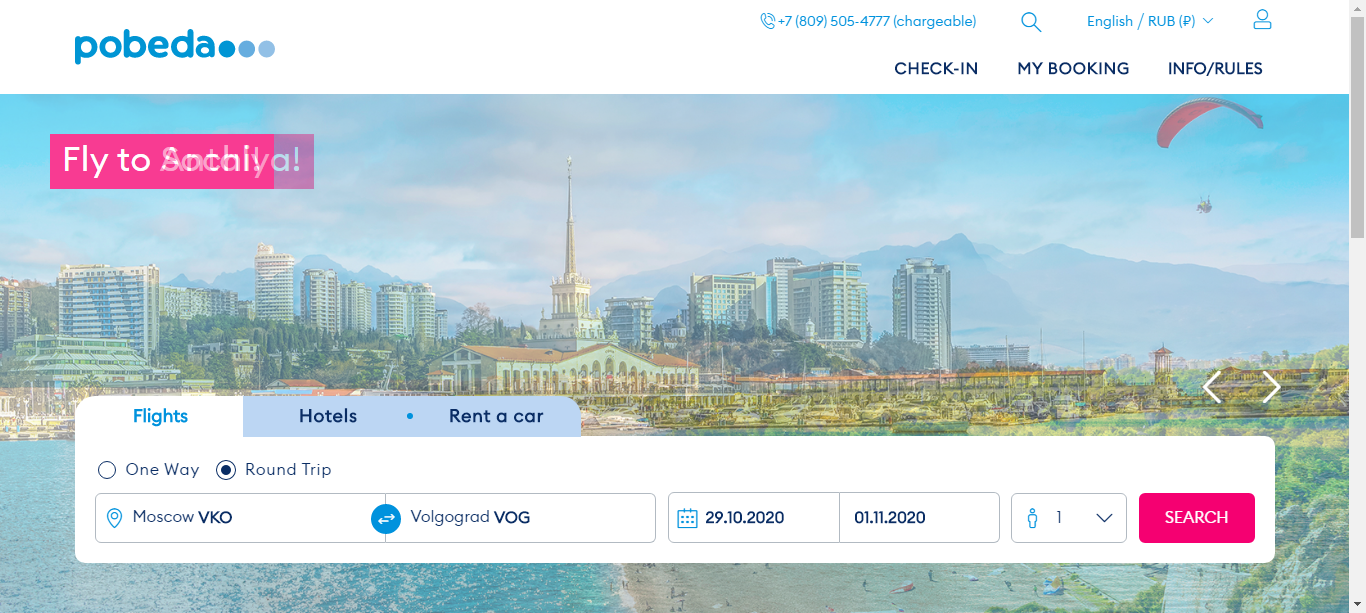 +7 (809) 505-4777 (chargeable)
English / RUB (₽)
pobeda
CHECK-IN
MY BOOKING
INFO/RULES
Fly to
Flights
Hotels
Rent a car
One Way
Round Trip
Moscow VKO
Volgograd VOG
29.10.2020
01.11.2020
1
SEARCH